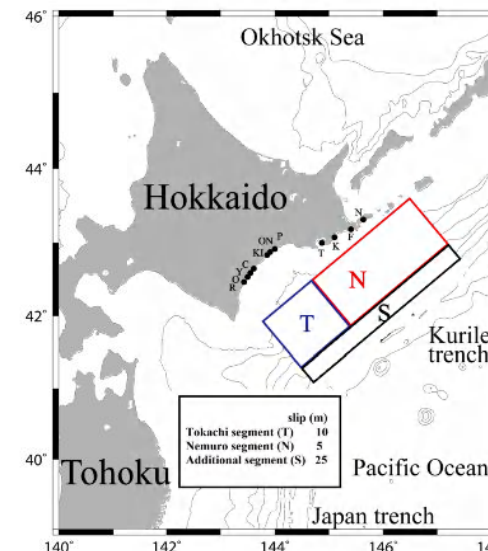 46˚
Okhotsk Sea
44˚
Hokkaido
N
F
K
T
P
ON
KI
C
Y
O
R
N
42˚
T
S
Kurile
trench
slip (m)
Tokachi segment (T) 10
Nemuro segment (N) 5
Additional segment (S) 25
40˚
Tohoku
Pacific Ocean
Japan trench
140˚ 142˚ 144˚ 146˚